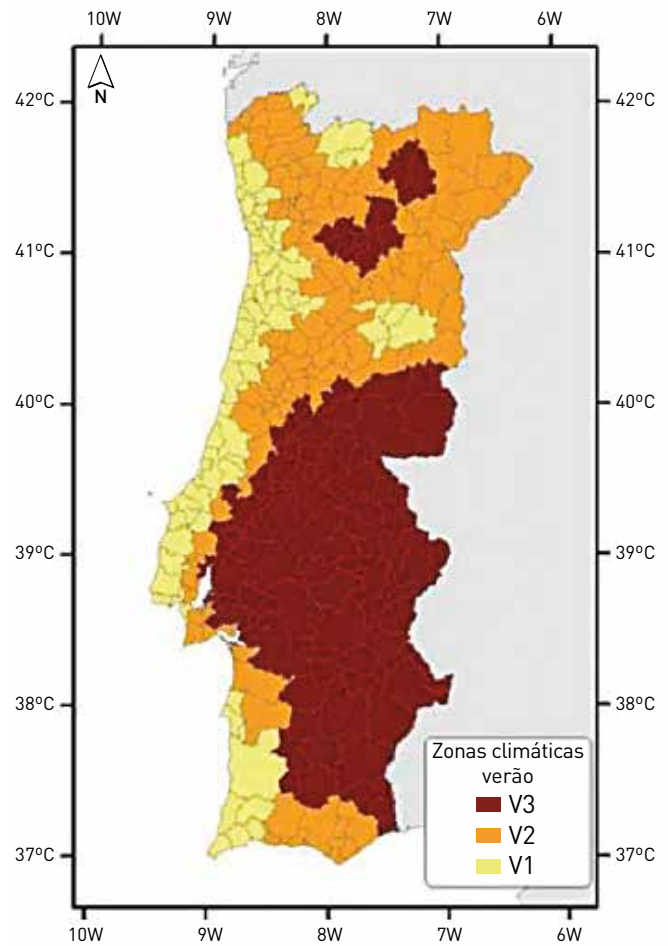 10W 9W 8W 7W 6W
N
42ºC 42ºC
41ºC 41ºC
40ºC 40ºC
39ºC 39ºC
38ºC 38ºC
Zonas climáticas
verão
V3
V2
V1
37ºC 37ºC
10W 9W 8W 7W 6W